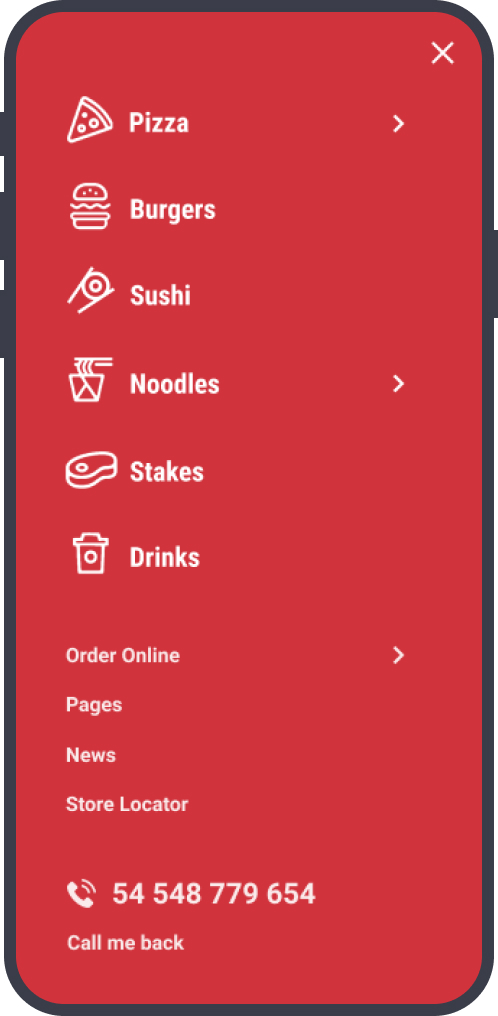 Pizza
Burgers
Sushi
Noodles
Stakes
Drinks
Order Online
Pages
News
Store Locator
54 548 779 654
Call me back